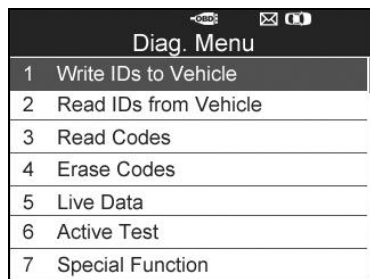 OBD
Diag. Menu
1 Write IDs to Vehicle
2 Read IDs from Vehicle
3 Read Codes
4 Erase Codes
5 Live Data
6 Active Test
7 Special Function